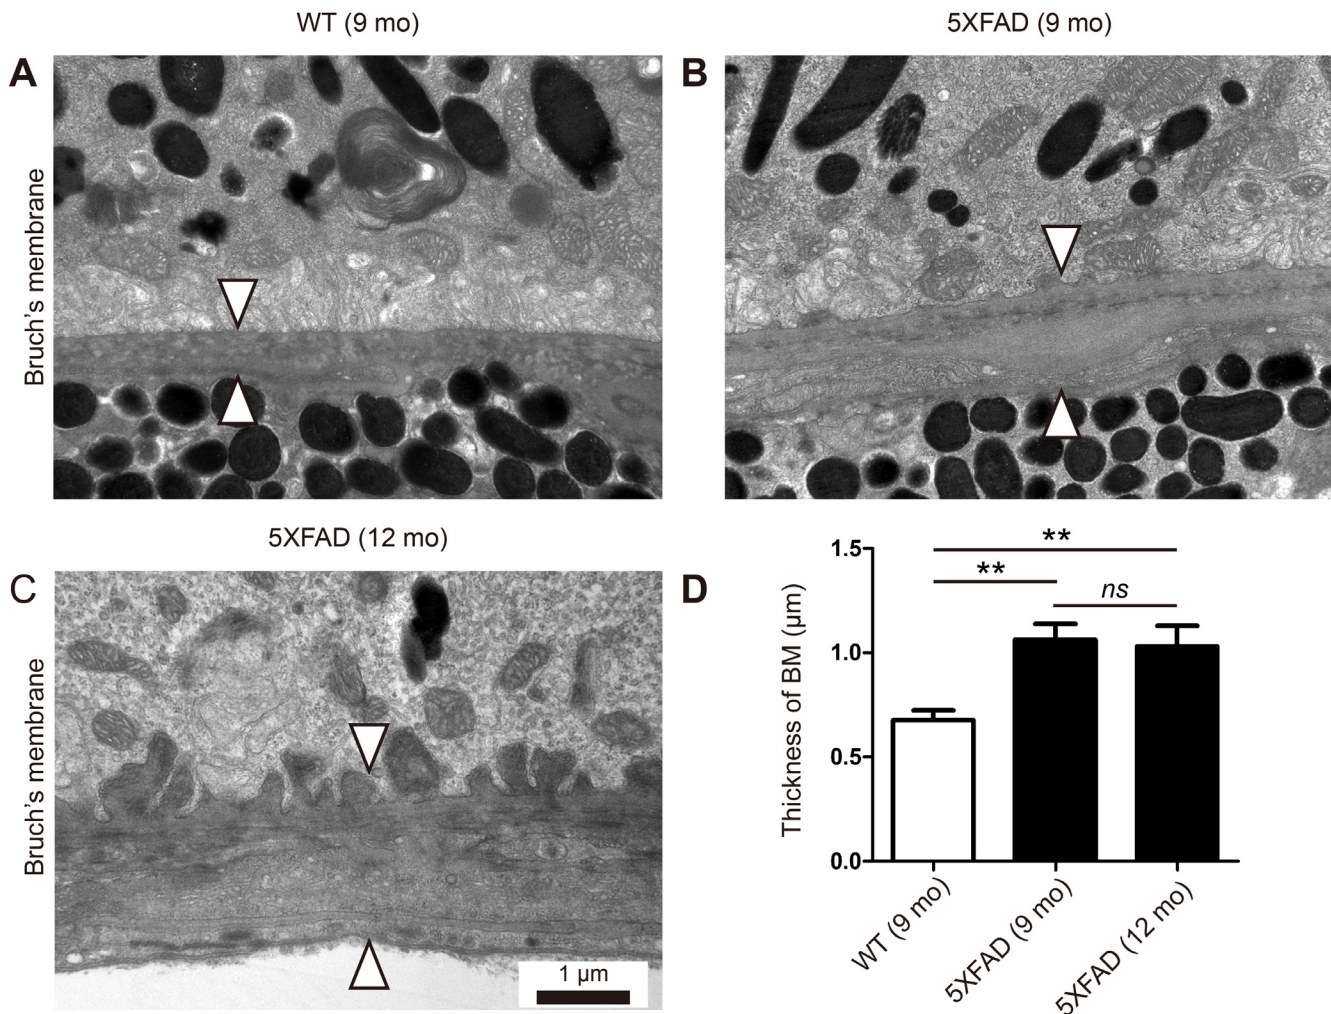 WT (9 mo)
5XFAD (9 mo)
A
B
Bruch's membrane
5XFAD (12 mo)
C
Bruch's membrane
1 µm
D
**
**
ns
1.5
1.0
0.5
0.0
Thickness of BM (µm)
WT (9 mo)
5XFAD (9 mo)
5XFAD (12 mo)